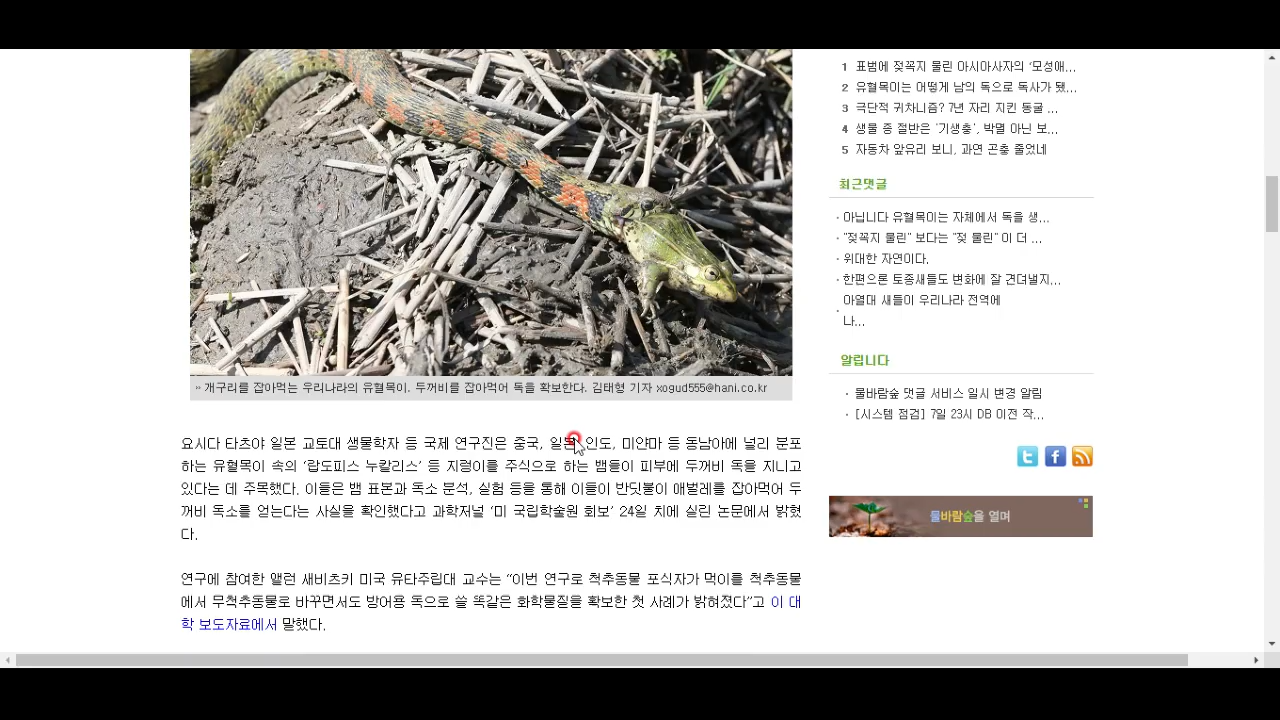 » 개구리를 잡아먹는 우리나라의 유혈목이. 두꺼비를 잡아먹어 독을 확보한다. 김태형 기자 xogud555@hani.co.kr
요시다 타츠야 일본 교토대 생물학자 등 국제 연구진은 중국, 일본, 인도, 미얀마 등 동남아에 널리 분포
하는 유혈목이 속의 ‘랍도피스 누칼리스’ 등 지렁이를 주식으로 하는 뱀들이 피부에 두꺼비 독을 지니고
있다는 데 주목했다. 이들은 뱀 표본과 독소 분석, 실험 등을 통해 이들이 반딧불이 애벌레를 잡아먹어 두
꺼비 독소를 얻는다는 사실을 확인했다고 과학저널 ‘미 국립학술원 회보’ 24일 치에 실린 논문에서 밝혔
다.
연구에 참여한 앨런 새비츠키 미국 유타주립대 교수는 “이번 연구로 척추동물 포식자가 먹이를 척추동물
에서 무척추동물로 바꾸면서도 방어용 독으로 쓸 똑같은 화학물질을 확보한 첫 사례가 밝혀졌다”고 이 대
학 보도자료에서 말했다.
1 표범에 젖꼭지 물린 아시아사자의 ‘모성애...
2 유혈목이는 어떻게 남의 독으로 독사가 됐...
3 극단적 귀차니즘? 7년 자리 지킨 동굴 ...
4 생물 종 절반은 '기생충', 박멸 아닌 보...
5 자동차 앞유리 보니, 과연 곤충 줄었네
최근댓글
· 아닙니다 유혈목이는 자체에서 독을 생...
· "젖꼭지 물린" 보다는 "젖 물린" 이 더 ...
· 위대한 자연이다.
· 한편으론 토종새들도 변화에 잘 견뎌낼지...
· 아열대 새들이 우리나라 전역에
나...
알립니다
· 물바람숲 댓글 서비스 일시 변경 알림
· [시스템 점검] 7일 23시 DB 이전 작...
물바람숲을 열며